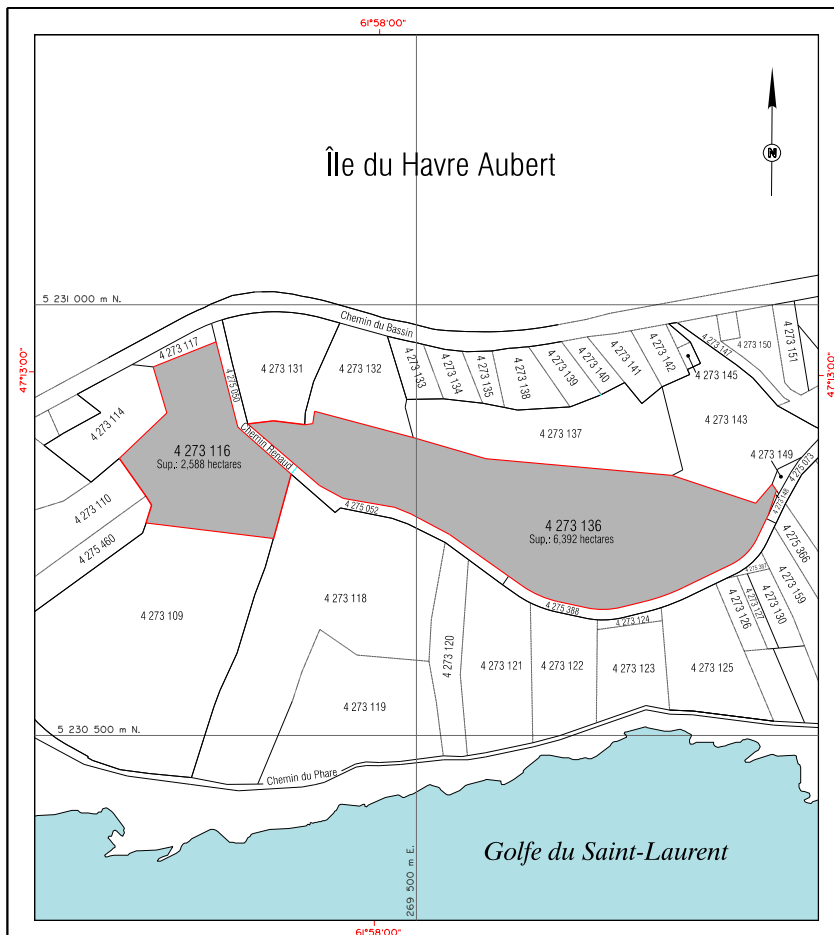 61°58'00"
N
Île du Havre Aubert
5 231 000 m N.
Chemin du Bassin
47°13'00"
47°13'00"
4 273 117
4 275 050
4 273 131
4 273 132
4 273 133
4 273 134
4 273 135
4 273 138
4 273 139
4 273 140
4 273 141
4 273 142
4 273 147
4 273 150
4 273 151
4 273 145
4 273 114
4 273 143
4 273 137
Chemin Renaud
4 273 116
Sup.: 2,588 hectares
4 273 149
4 275 073
4 273 148
4 273 110
4 275 460
4 275 052
4 273 136
Sup.: 6,392 hectares
4 275 366
4 275 387
4 273 159
4 273 130
4 273 127
4 273 126
4 275 388
4 273 109
4 273 118
4 273 120
4 273 121
4 273 122
4 273 124
4 273 123
4 273 125
4 273 119
5 230 500 m N.
Chemin du Phare
Golfe du Saint-Laurent
269 500 m E.
61°58'00"